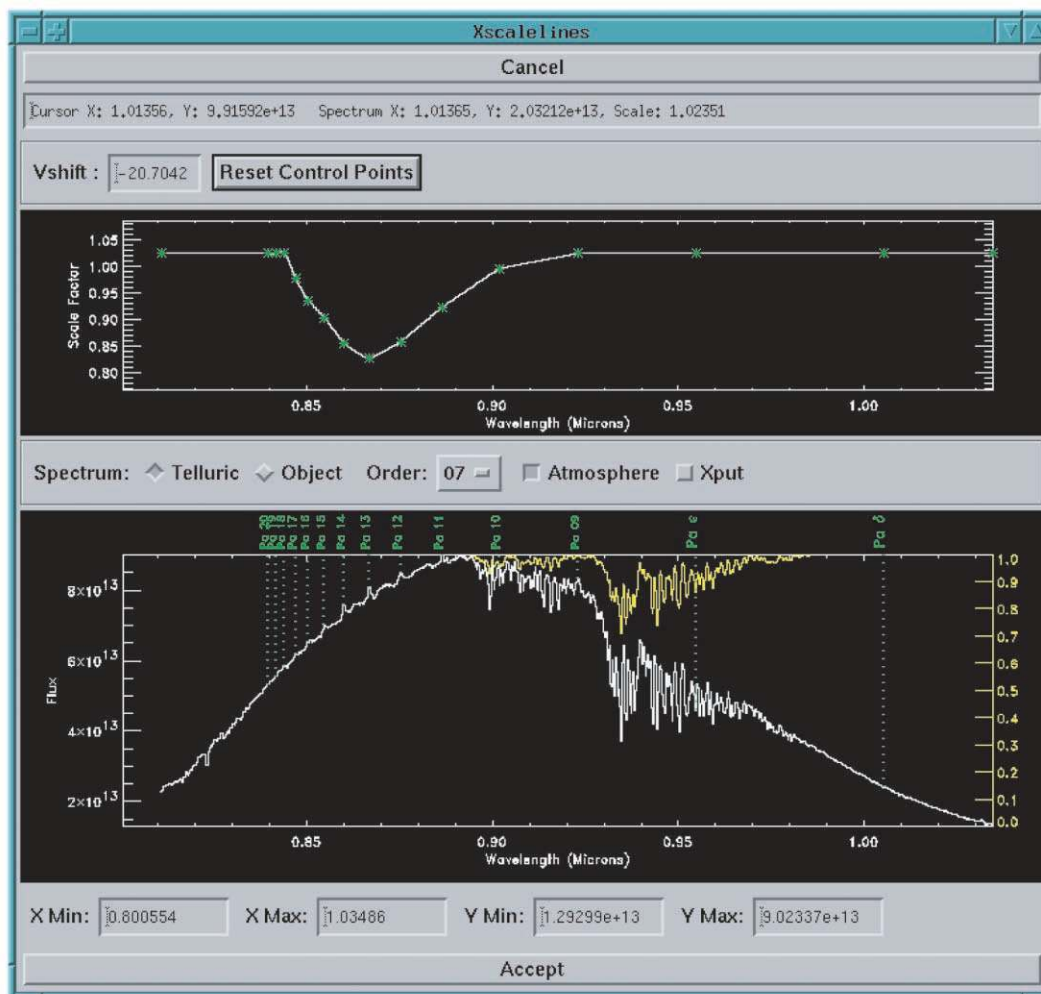 Xscalelines
Cancel
Cursor X: 1.01356, Y: 9.91592e+13 Spectrum X: 1.01365, Y: 2.03212e+13, Scale: 1.02351
Vshift : -20.7042 Reset Control Points
1.05
1.00
0.95
0.90
0.85
0.80
Scale Factor
0.85 0.90 0.95 1.00
Wavelength (Microns)
Spectrum: Telluric Object Order: 07 Atmosphere Xput
Pa 20 Pa 19 Pa 18 Pa 17 Pa 16 Pa 15 Pa 14 Pa 13 Pa 12 Pa 11 Pa 10 Pa 09 Pa ϵ Pa δ
8×10¹³
6×10¹³
4×10¹³
2×10¹³
Flux
1.0
0.9
0.8
0.7
0.6
0.5
0.4
0.3
0.2
0.1
0.0
0.85 0.90 0.95 1.00
Wavelength (Microns)
X Min: 0.800554 X Max: 1.03486 Y Min: 1.29299e+13 Y Max: 9.02337e+13
Accept